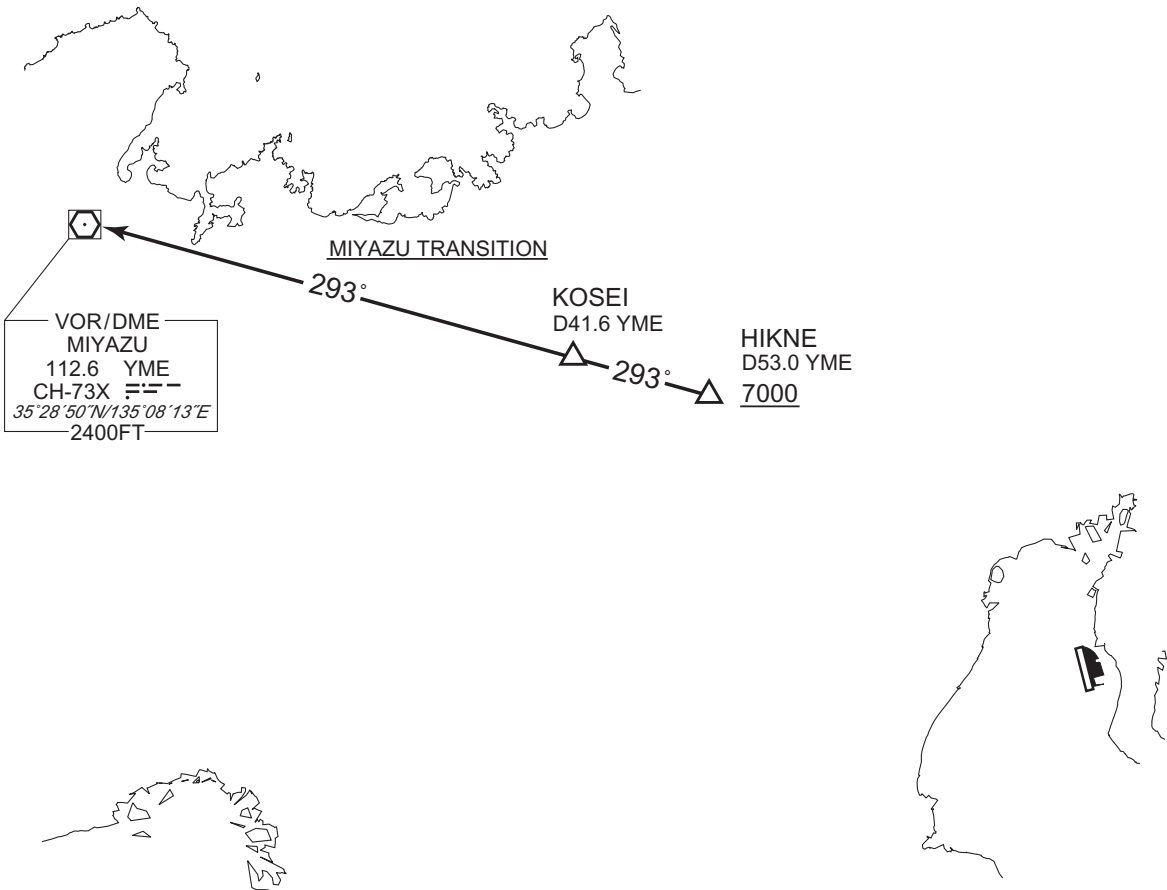 MIYAZU TRANSITION
293°
KOSEI
D41.6 YME
293°
HIKNE
D53.0 YME
7000
VOR/DME
MIYAZU
112.6 YME
CH-73X
35°28´50˝N/135°08´13˝E
2400FT